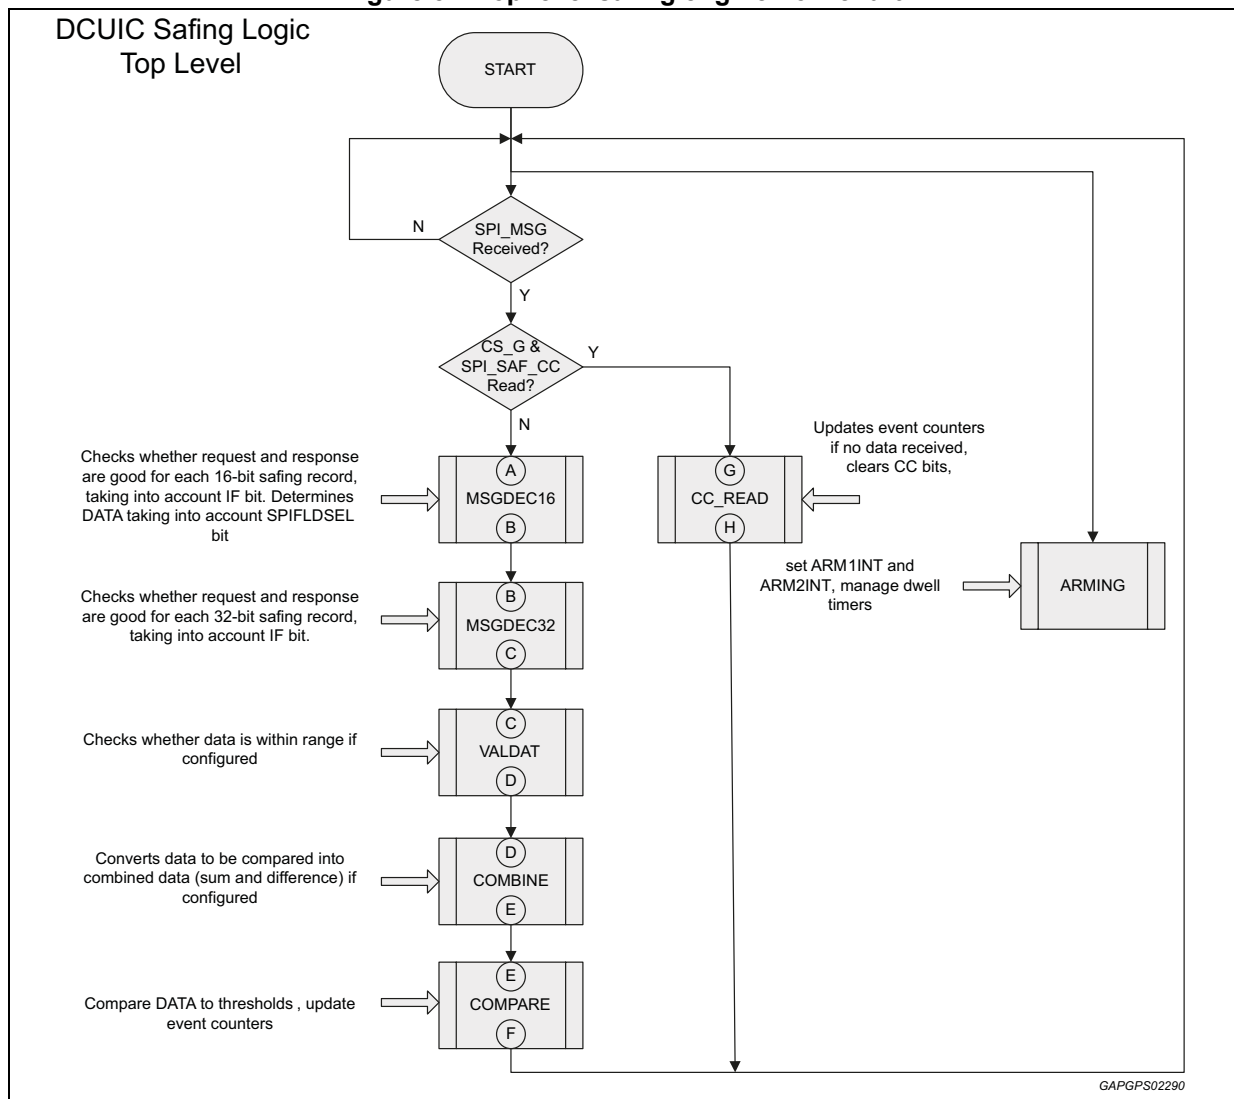 DCUIC Safing Logic
Top Level
START
N
SPI_MSG
Received?
Y
CS_G &
SPI_SAF_CC
Read?
Y
N
Checks whether request and response
are good for each 16-bit safing record,
taking into account IF bit. Determines
DATA taking into account SPIFLDSEL
bit
A
MSGDEC16
B
G
CC_READ
H
Updates event counters
if no data received,
clears CC bits,
set ARM1INT and
ARM2INT, manage dwell
timers
ARMING
Checks whether request and response
are good for each 32-bit safing record,
taking into account IF bit.
B
MSGDEC32
C
Checks whether data is within range if
configured
C
VALDAT
D
Converts data to be compared into
combined data (sum and difference) if
configured
D
COMBINE
E
Compare DATA to thresholds , update
event counters
E
COMPARE
F
GAPGPS02290